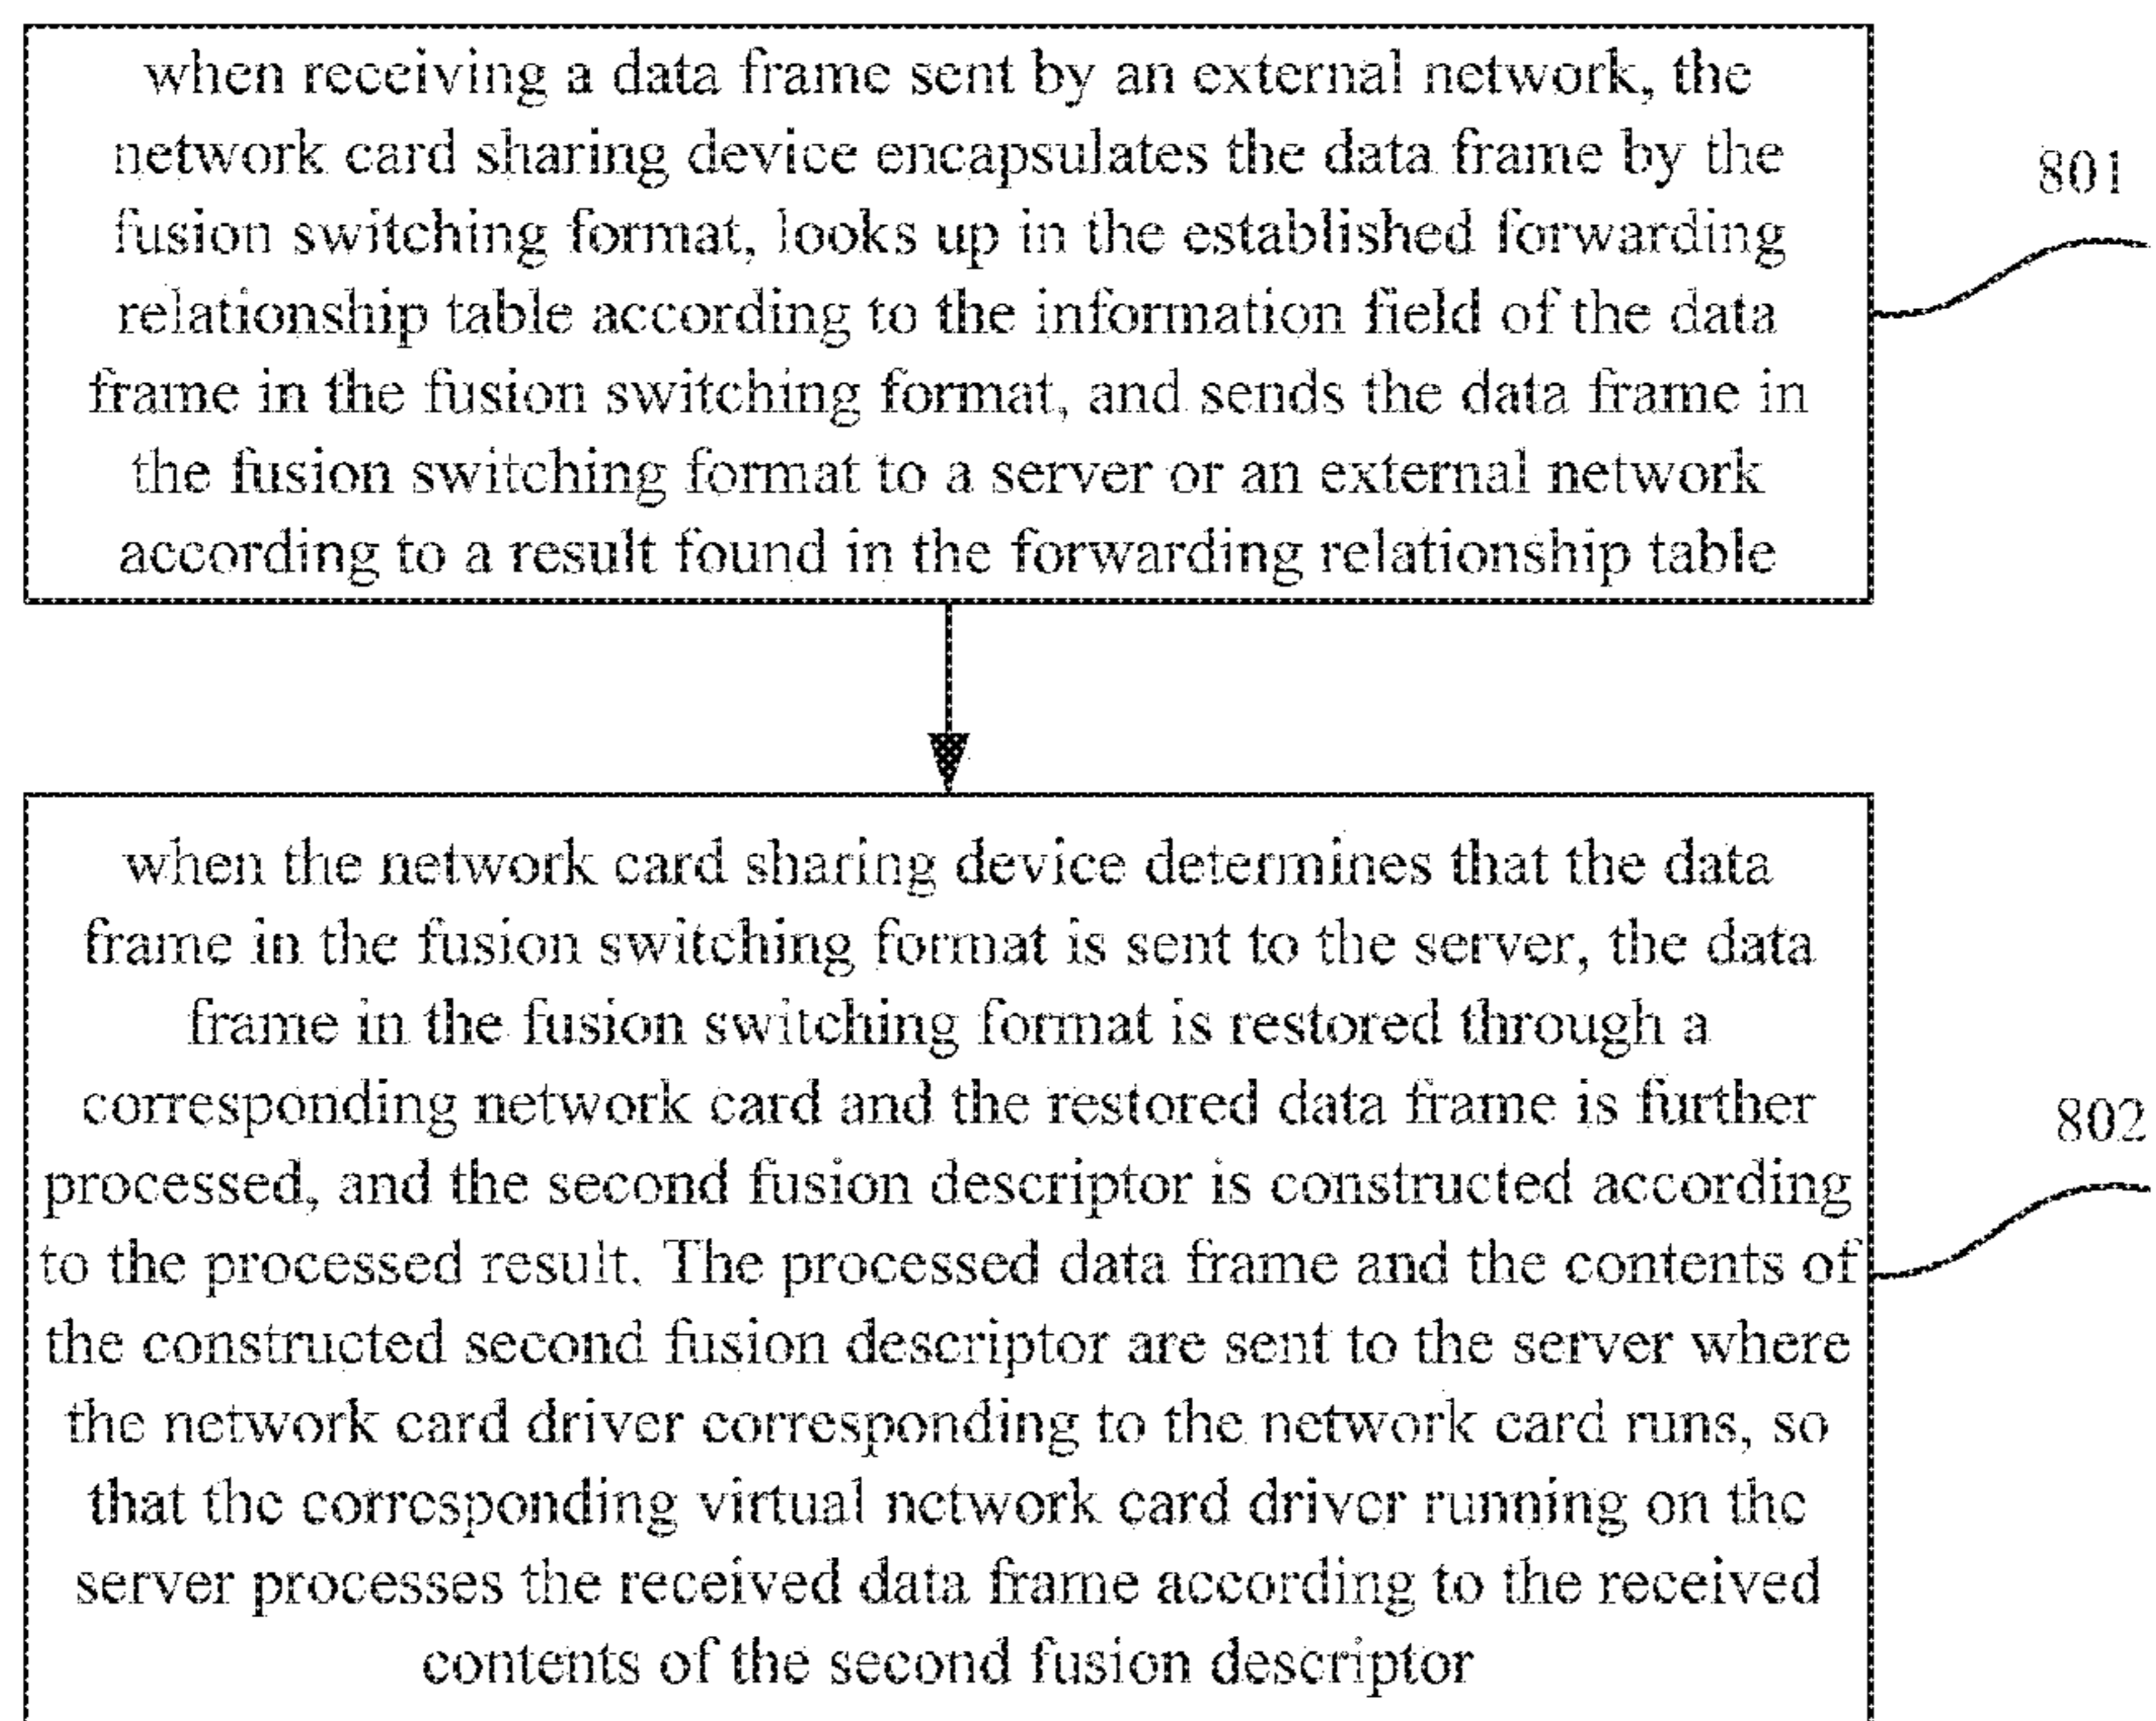 when receiving a data frame sent by an external network, the
network card sharing device encapsulates the data frame by the
fusion switching format, looks up in the established forwarding
relationship table according to the information field of the data
frame in the fusion switching format, and sends the data frame in
the fusion switching format to a server or an external network
according to a result found in the forwarding relationship table
801
when the network card sharing device determines that the data
frame in the fusion switching format is sent to the server, the data
frame in the fusion switching format is restored through a
corresponding network card and the restored data frame is further
processed, and the second fusion descriptor is constructed according
to the processed result. The processed data frame and the contents of
the constructed second fusion descriptor are sent to the server where
the network card driver corresponding to the network card runs, so
that the corresponding virtual network card driver running on the
server processes the received data frame according to the received
contents of the second fusion descriptor
802